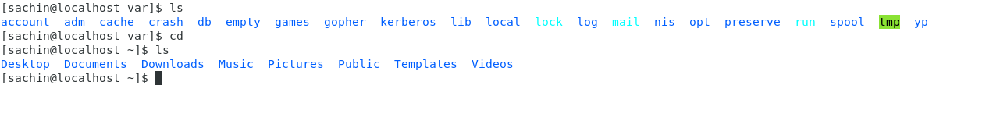 [sachin@localhost var]$ ls
account  adm  cache  crash  db  empty  games  gopher  kerberos  lib  local  lock  log  mail  nis  opt  preserve  run  spool  tmp  yp
[sachin@localhost var]$ cd
[sachin@localhost ~]$ ls
Desktop  Documents  Downloads  Music  Pictures  Public  Templates  Videos
[sachin@localhost ~]$